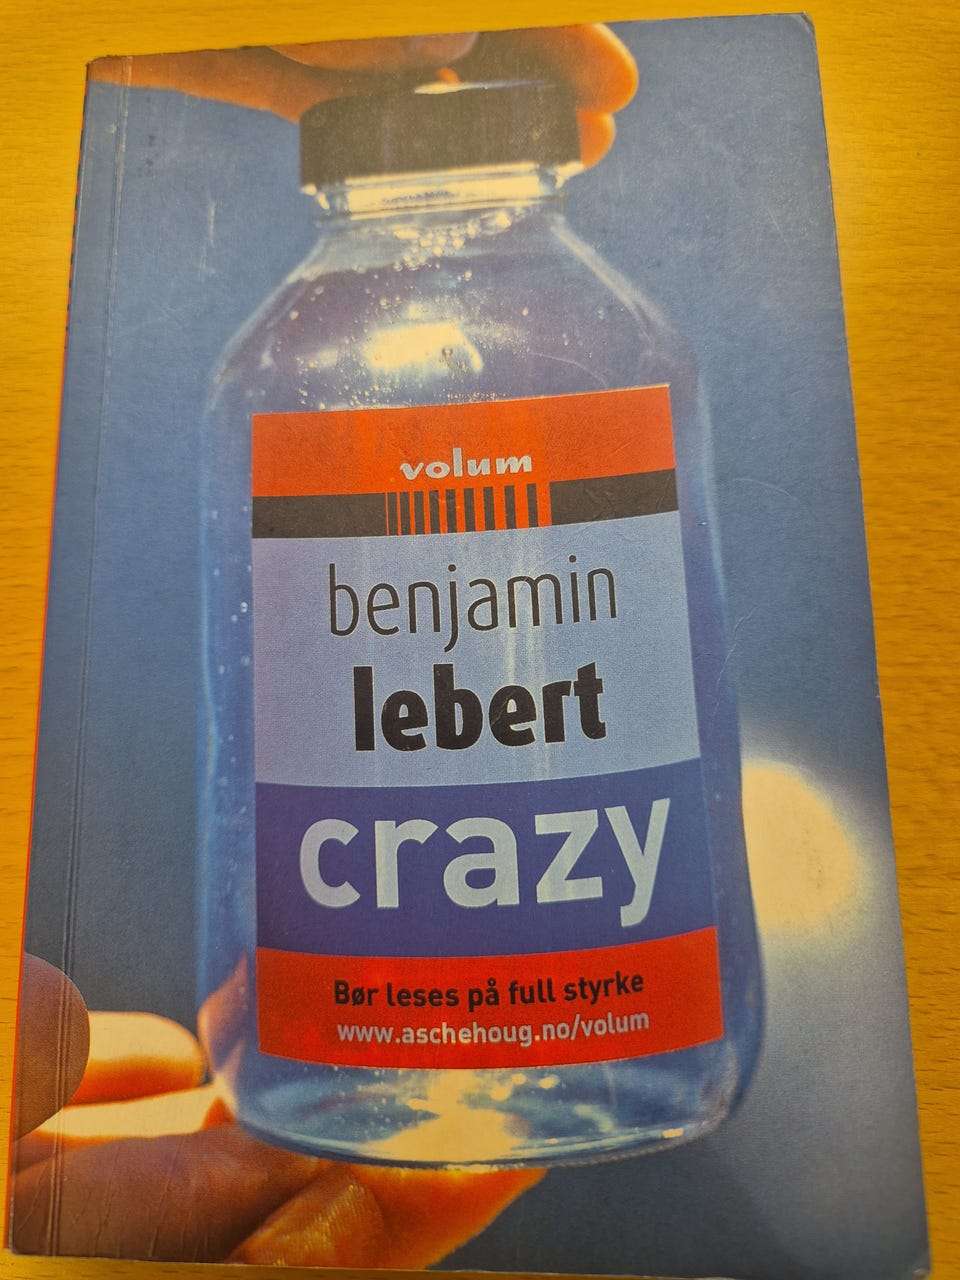 volum
benjamin
lebert
crazy
Bør leses på full styrke
www.aschehoug.no/volum